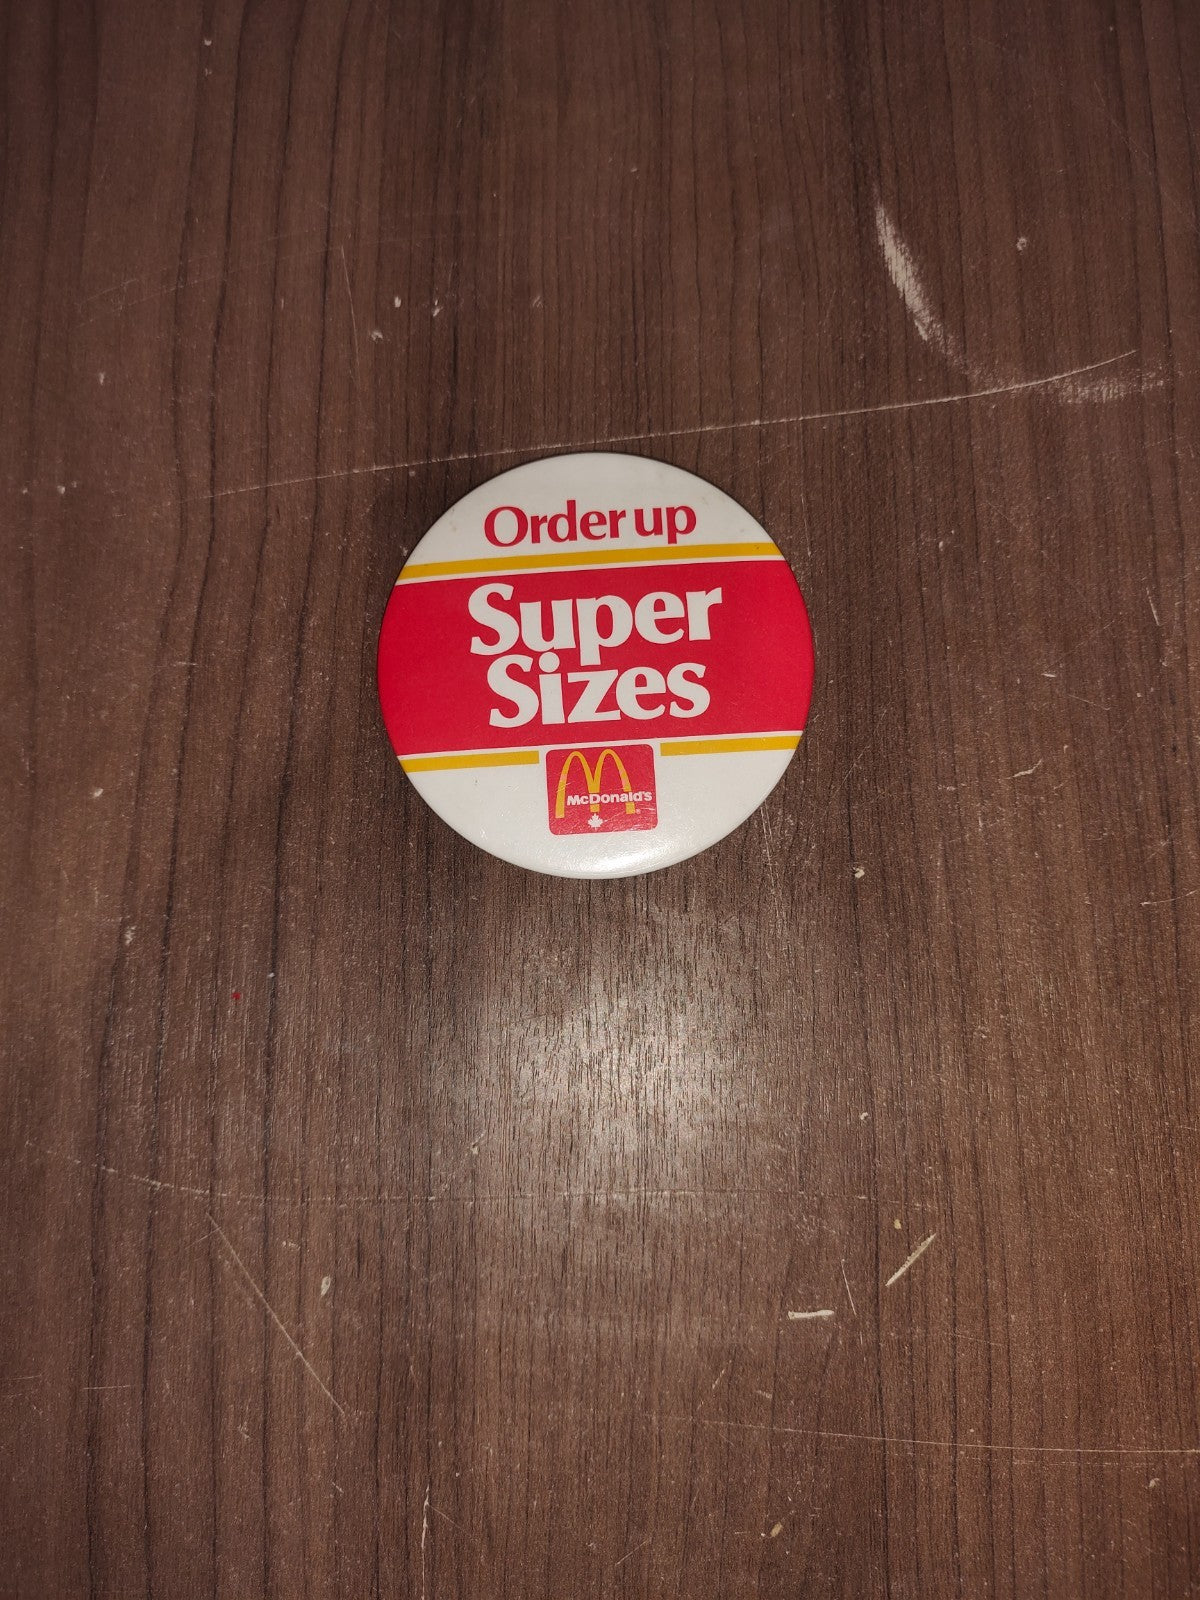 Order up
Super
Sizes
McDonald's